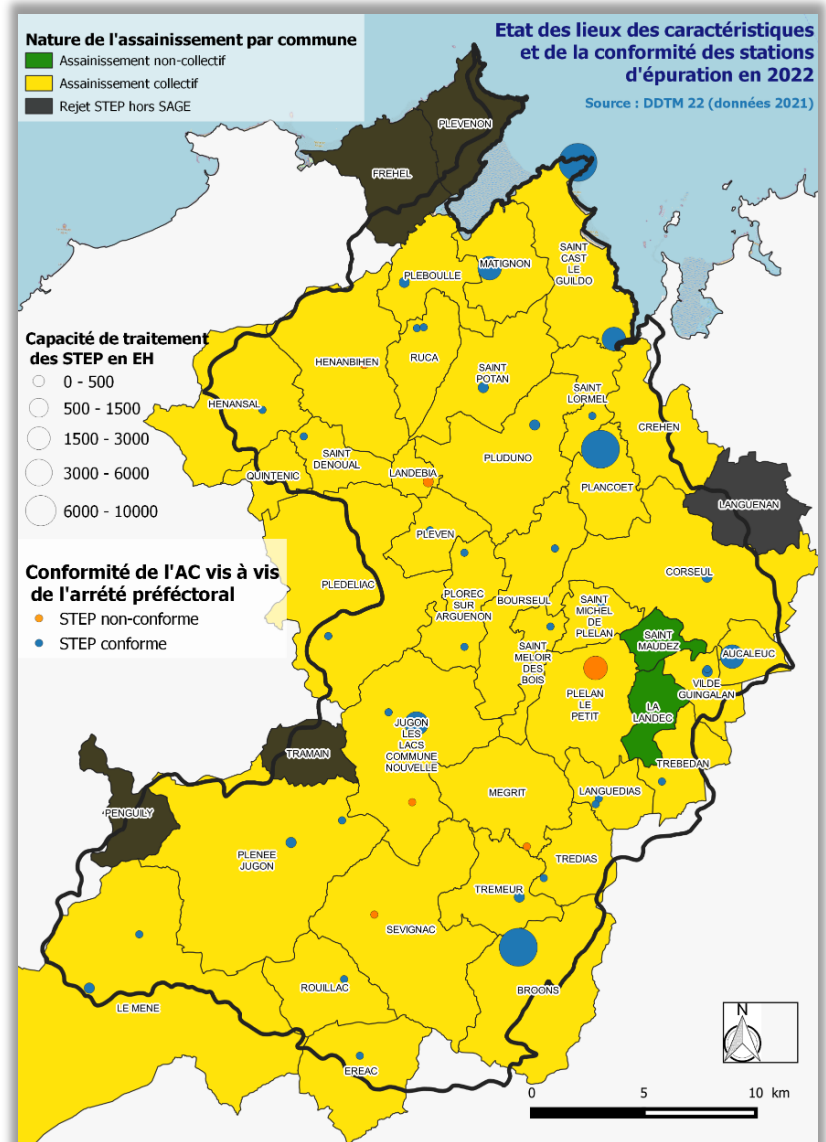 Nature de l'assainissement par commune
Assainissement non-collectif
Assainissement collectif
Rejet STEP hors SAGE
Etat des lieux des caractéristiques
et de la conformité des stations
d'épuration en 2022
Source : DDTM 22 (données 2021)
PLEVENON
FREHEL
SAINT
CAST
LE
GUILDO
MATIGNON
PLEBOULLE
Capacité de traitement
des STEP en EH
0 - 500
500 - 1500
1500 - 3000
3000 - 6000
6000 - 10000
HENANBIHEN
RUCA
SAINT
POTAN
SAINT
LORMEL
HENANSAL
CREHEN
SAINT
DENOUAL
PLUDUNO
LANDEBIA
QUINTENIC
PLANCOET
LANGUENAN
PLEVEN
Conformité de l'AC vis à vis
de l'arrété préféctoral
STEP non-conforme
STEP conforme
PLEDELIAC
PLOREC
SUR
ARGUENON
BOURSEUL
SAINT
MICHEL
DE
PLELAN
CORSEUL
SAINT
MAUDEZ
SAINT
MELOIR
DES
BOIS
AUCALEUC
VILDE
GUINGALAN
PLELAN
LE
PETIT
LA
LANDEC
JUGON
LES
LACS
COMMUNE
NOUVELLE
TRAMAIN
TREBEDAN
MEGRIT
LANGUEDIAS
PENGUILY
PLENEE
JUGON
TREDIAS
TREMEUR
SEVIGNAC
ROUILLAC
BROONS
LE MENE
EREAC
N
0 5 10 km